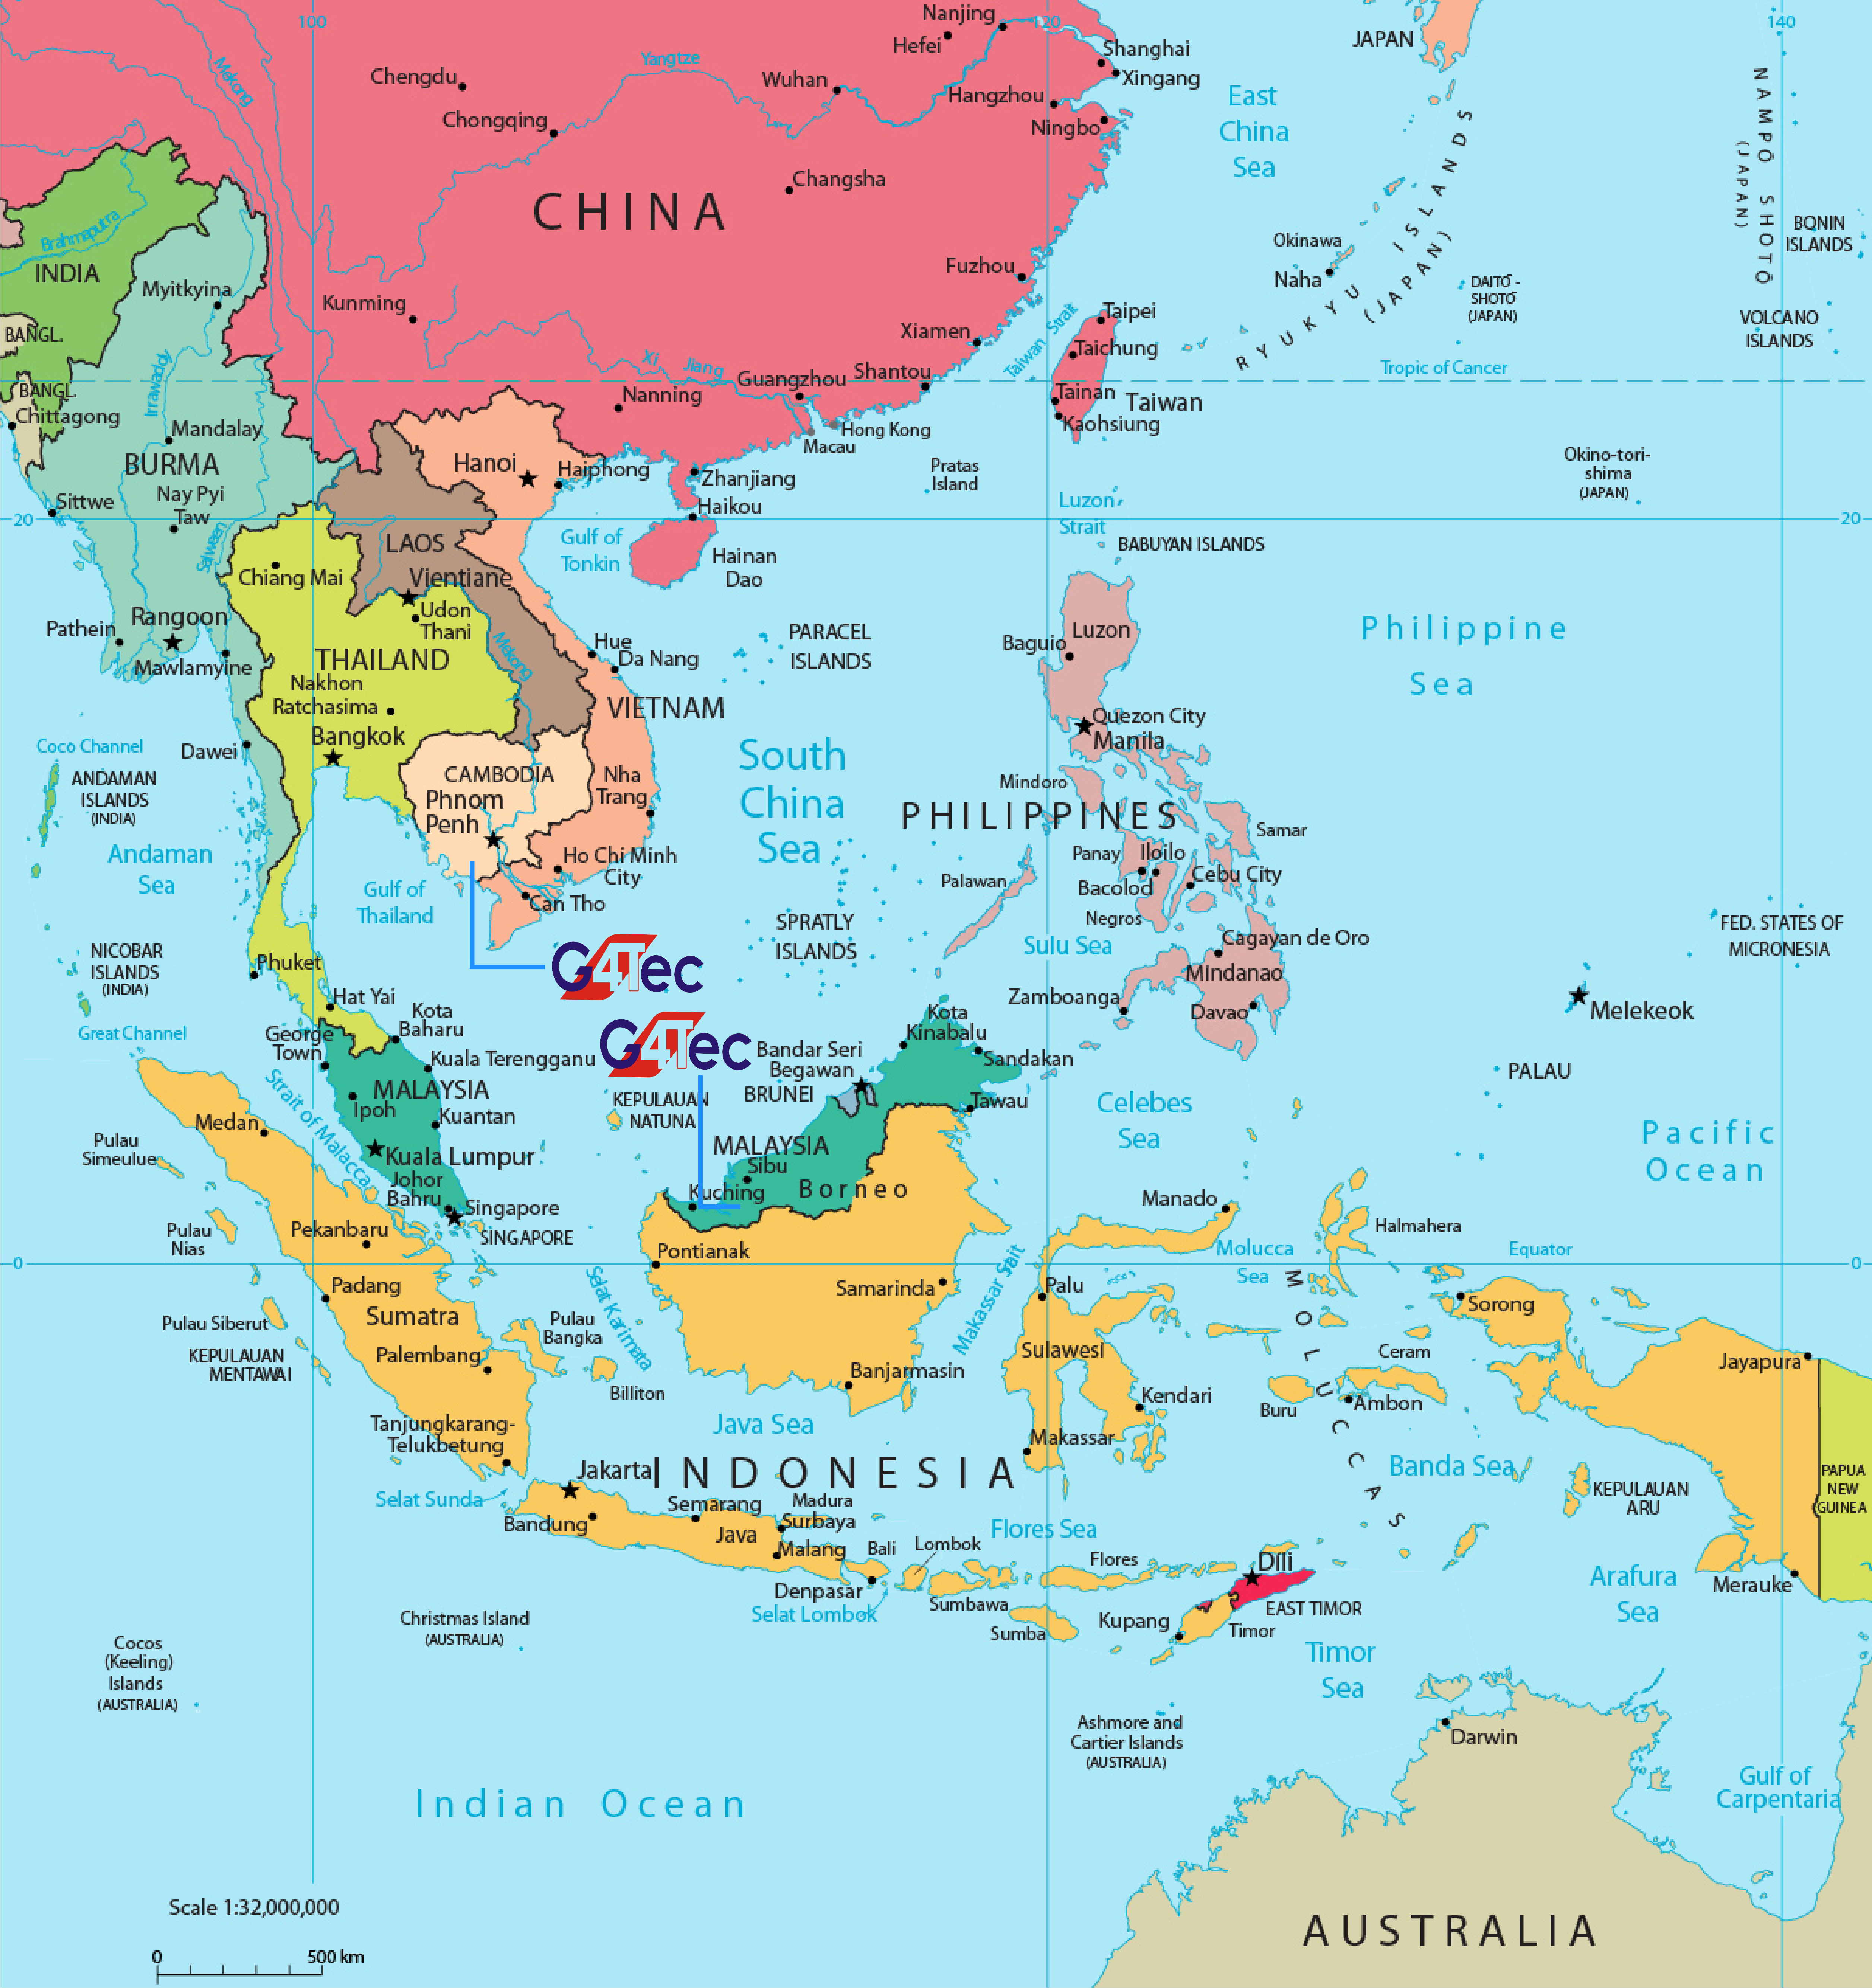 100
120
140
Nanjing
Hefei
Shanghai
Xingang
JAPAN
Mekong
Chengdu
Yangtze
Wuhan
Hangzhou
Ningbo
Chongqing
East
China
Sea
NAMPŌ SHOTŌ
(JAPAN)
CHINA
Changsha
Brahmaputra
INDIA
Myitkyina
Kunming
Fuzhou
Okinawa
Naha
RYUKYU ISLANDS
(JAPAN)
DAITŌ -
SHOTŌ
(JAPAN)
BONIN
ISLANDS
VOLCANO
ISLANDS
BANGL.
BANGL.
Chittagong
Irrawaddy
Xiamen
Taiwan Strait
Taipei
Taichung
Xi Jiang
Guangzhou
Shantou
Tropic of Cancer
Nanning
Tainan
Taiwan
Kaohsiung
Mandalay
BURMA
Nay Pyi
Taw
Sittwe
Salween
Hong Kong
Macau
Hanoi
Haiphong
Zhanjiang
Haikou
Pratas
Island
Okino-tori-
shima
(JAPAN)
Luzon
Strait
20
20
Gulf of
Tonkin
Hainan
Dao
BABUYAN ISLANDS
LAOS
Chiang Mai
Vientiane
Udon
Thani
Mekong
Pathein
Rangoon
Mawlamyine
THAILAND
Nakhon
Ratchasima
Bangkok
Hue
Da Nang
VIETNAM
PARACEL
ISLANDS
Baguio
Luzon
Philippine
Sea
Quezon City
Manila
Coco Channel
Dawei
ANDAMAN
ISLANDS
(INDIA)
CAMBODIA
Phnom
Penh
Nha
Trang
South
China
Sea
Mindoro
PHILIPPINES
Samar
Andaman
Sea
Gulf of
Thailand
Ho Chi Minh
City
Can Tho
Panay
Iloilo
Bacolod
Cebu City
Negros
Palawan
SPRATLY
ISLANDS
Sulu Sea
Cagayan de Oro
Mindanao
Zamboanga
Davao
FED. STATES OF
MICRONESIA
NICOBAR
ISLANDS
(INDIA)
Phuket
G4Tec
Hat Yai
Great Channel
George
Town
Kota
Baharu
Kuala Terengganu
G4Tec
Bandar Seri
Begawan
BRUNEI
Kota
Kinabalu
Sandakan
Melekeok
PALAU
MALAYSIA
Ipoh
Kuantan
KEPULAUAN
NATUNA
Tawau
Celebes
Sea
Pacific
Ocean
Strait of Malacca
Medan
Pulau
Simeulue
Kuala Lumpur
Johor
Bahru
Singapore
SINGAPORE
MALAYSIA
Sibu
Kuching
Borneo
Manado
Halmahera
Pulau
Nias
Pekanbaru
Pontianak
Molucca
Sea
Equator
0
0
Padang
Sumatra
Selat Karimata
Samarinda
Makassar Strait
Palu
Sorong
Pulau Siberut
KEPULAUAN
MENTAWAI
Pulau
Bangka
Palembang
Billiton
Banjarmasin
Sulawesi
Kendari
MOLUCCAS
Ceram
Buru
Ambon
Jayapura
Tanjungkarang-
Telukbetung
Java Sea
Makassar
Banda Sea
KEPULAUAN
ARU
PAPUA
NEW
GUINEA
Selat Sunda
Jakarta
INDONESIA
Bandung
Semarang
Java
Madura
Surbaya
Malang
Bali
Lombok
Flores Sea
Flores
Denpasar
Selat Lombok
Sumbawa
Sumba
Dili
EAST TIMOR
Kupang
Timor
Timor
Sea
Arafura
Sea
Merauke
Christmas Island
(AUSTRALIA)
Cocos
(Keeling)
Islands
(AUSTRALIA)
Ashmore and
Cartier Islands
(AUSTRALIA)
Darwin
Gulf of
Carpentaria
Indian Ocean
Scale 1:32,000,000
0
500 km
AUSTRALIA